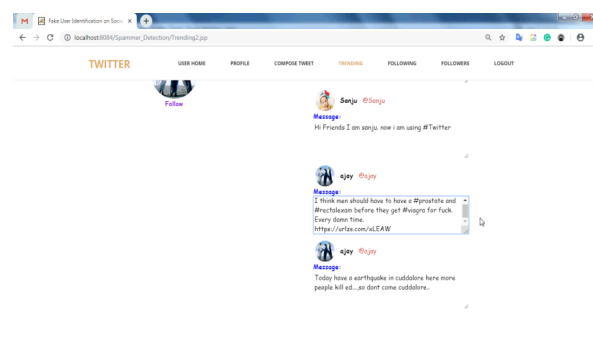 Fake User Identification on Socia
localhost:8084/Spammer_Detection/Trending2.jsp
TWITTER USER HOME PROFILE COMPOSE TWEET TRENDING FOLLOWING FOLLOWERS LOGOUT
Follow
Sanju @Sanju
Message:
Hi Friends I am sanju. now i am using #Twitter
ajay @ajay
Message:
I think men should have to have a #prostate and
#rectalexam before they get #viagra for fuck.
Every damn time.
https://urlzs.com/xLEAW
ajay @ajay
Message:
Today have a earthquake in cuddalore here more
people kill ed....,so dont come cuddalore..